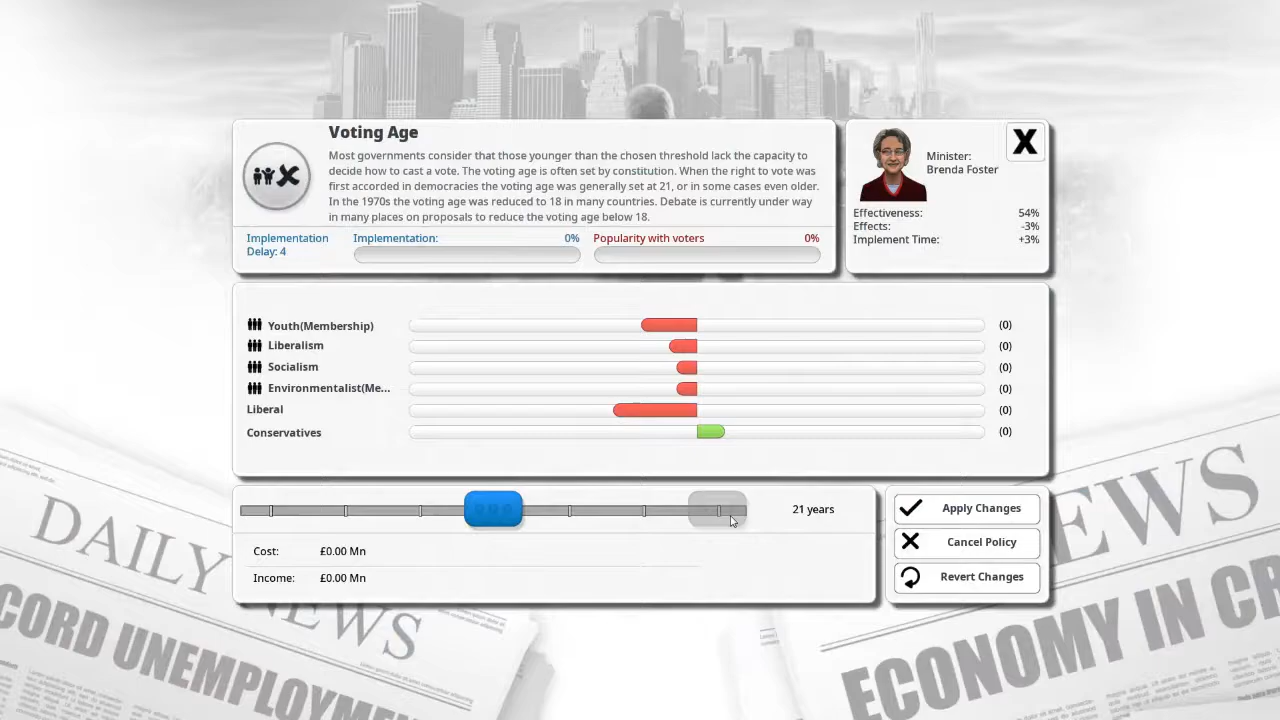 Voting Age
Most governments consider that those younger than the chosen threshold lack the capacity to
decide how to cast a vote. The voting age is often set by constitution. When the right to vote was
first accorded in democracies the voting age was generally set at 21, or in some cases even older.
In the 1970s the voting age was reduced to 18 in many countries. Debate is currently under way
in many places on proposals to reduce the voting age below 18.
Implementation
Delay: 4
Implementation: 0%
Popularity with voters 0%
Minister:
Brenda Foster
Effectiveness: 54%
Effects: -3%
Implement Time: +3%
Youth(Membership) (0)
Liberalism (0)
Socialism (0)
Environmentalist(Me... (0)
Liberal (0)
Conservatives (0)
21 years
Cost: £0.00 Mn
Income: £0.00 Mn
Apply Changes
Cancel Policy
Revert Changes
DAILY NEWS
CORD UNEMPLOYME
NEWS
ECONOMY IN CR